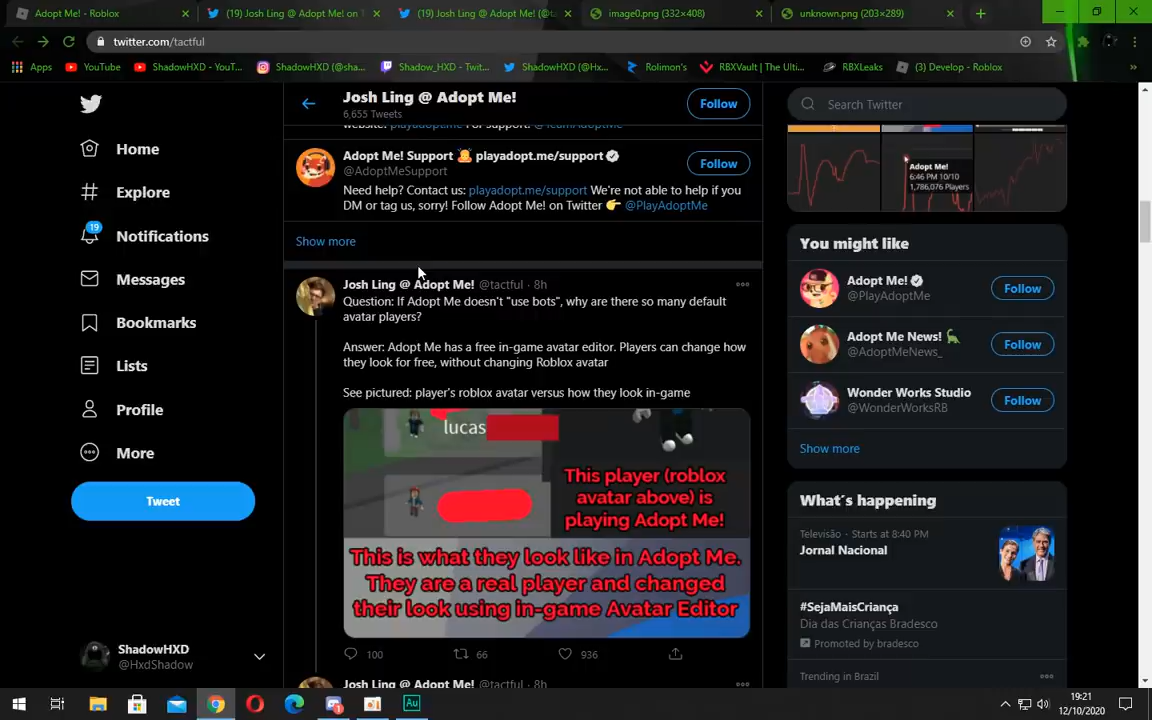 Adopt Me! - Roblox
(19) Josh Ling @ Adopt Me! on T
(19) Josh Ling @ Adopt Me! (@ta
image0.png (332×408)
unknown.png (203×289)
twitter.com/tactful
Apps
YouTube
ShadowHXD - YouT...
ShadowHXD (@sha...
Shadow_HXD - Twit...
ShadowHXD (@Hx...
Rolimon's
RBXVault | The Ulti...
RBXLeaks
(3) Develop - Roblox
Home
Explore
19
Notifications
Messages
Bookmarks
Lists
Profile
More
Tweet
ShadowHXD
@HxdShadow
Josh Ling @ Adopt Me!
6,655 Tweets
Follow
website: playadopt.me For support: @TeamAdoptMe
Adopt Me! Support 🙇 playadopt.me/support
@AdoptMeSupport
Follow
Need help? Contact us: playadopt.me/support We're not able to help if you
DM or tag us, sorry! Follow Adopt Me! on Twitter 👉 @PlayAdoptMe
Show more
Josh Ling @ Adopt Me! @tactful · 8h
Question: If Adopt Me doesn't "use bots", why are there so many default
avatar players?
Answer: Adopt Me has a free in-game avatar editor. Players can change how
they look for free, without changing Roblox avatar
See pictured: player's roblox avatar versus how they look in-game
lucas
This player (roblox
avatar above) is
playing Adopt Me!
This is what they look like in Adopt Me.
They are a real player and changed
their look using in-game Avatar Editor
100
66
936
Josh Ling @ Adopt Me! @tactful · 8h
Search Twitter
Adopt Me!
6:46 PM 10/10
1,786,076 Players
You might like
Adopt Me!
@PlayAdoptMe
Follow
Adopt Me News! 🦕
@AdoptMeNews_
Follow
Wonder Works Studio
@WonderWorksRB
Follow
Show more
What's happening
Televisão · Starts at 8:40 PM
Jornal Nacional
#SejaMaisCriança
Dia das Crianças Bradesco
Promoted by bradesco
Trending in Brazil
Au
19:21
12/10/2020